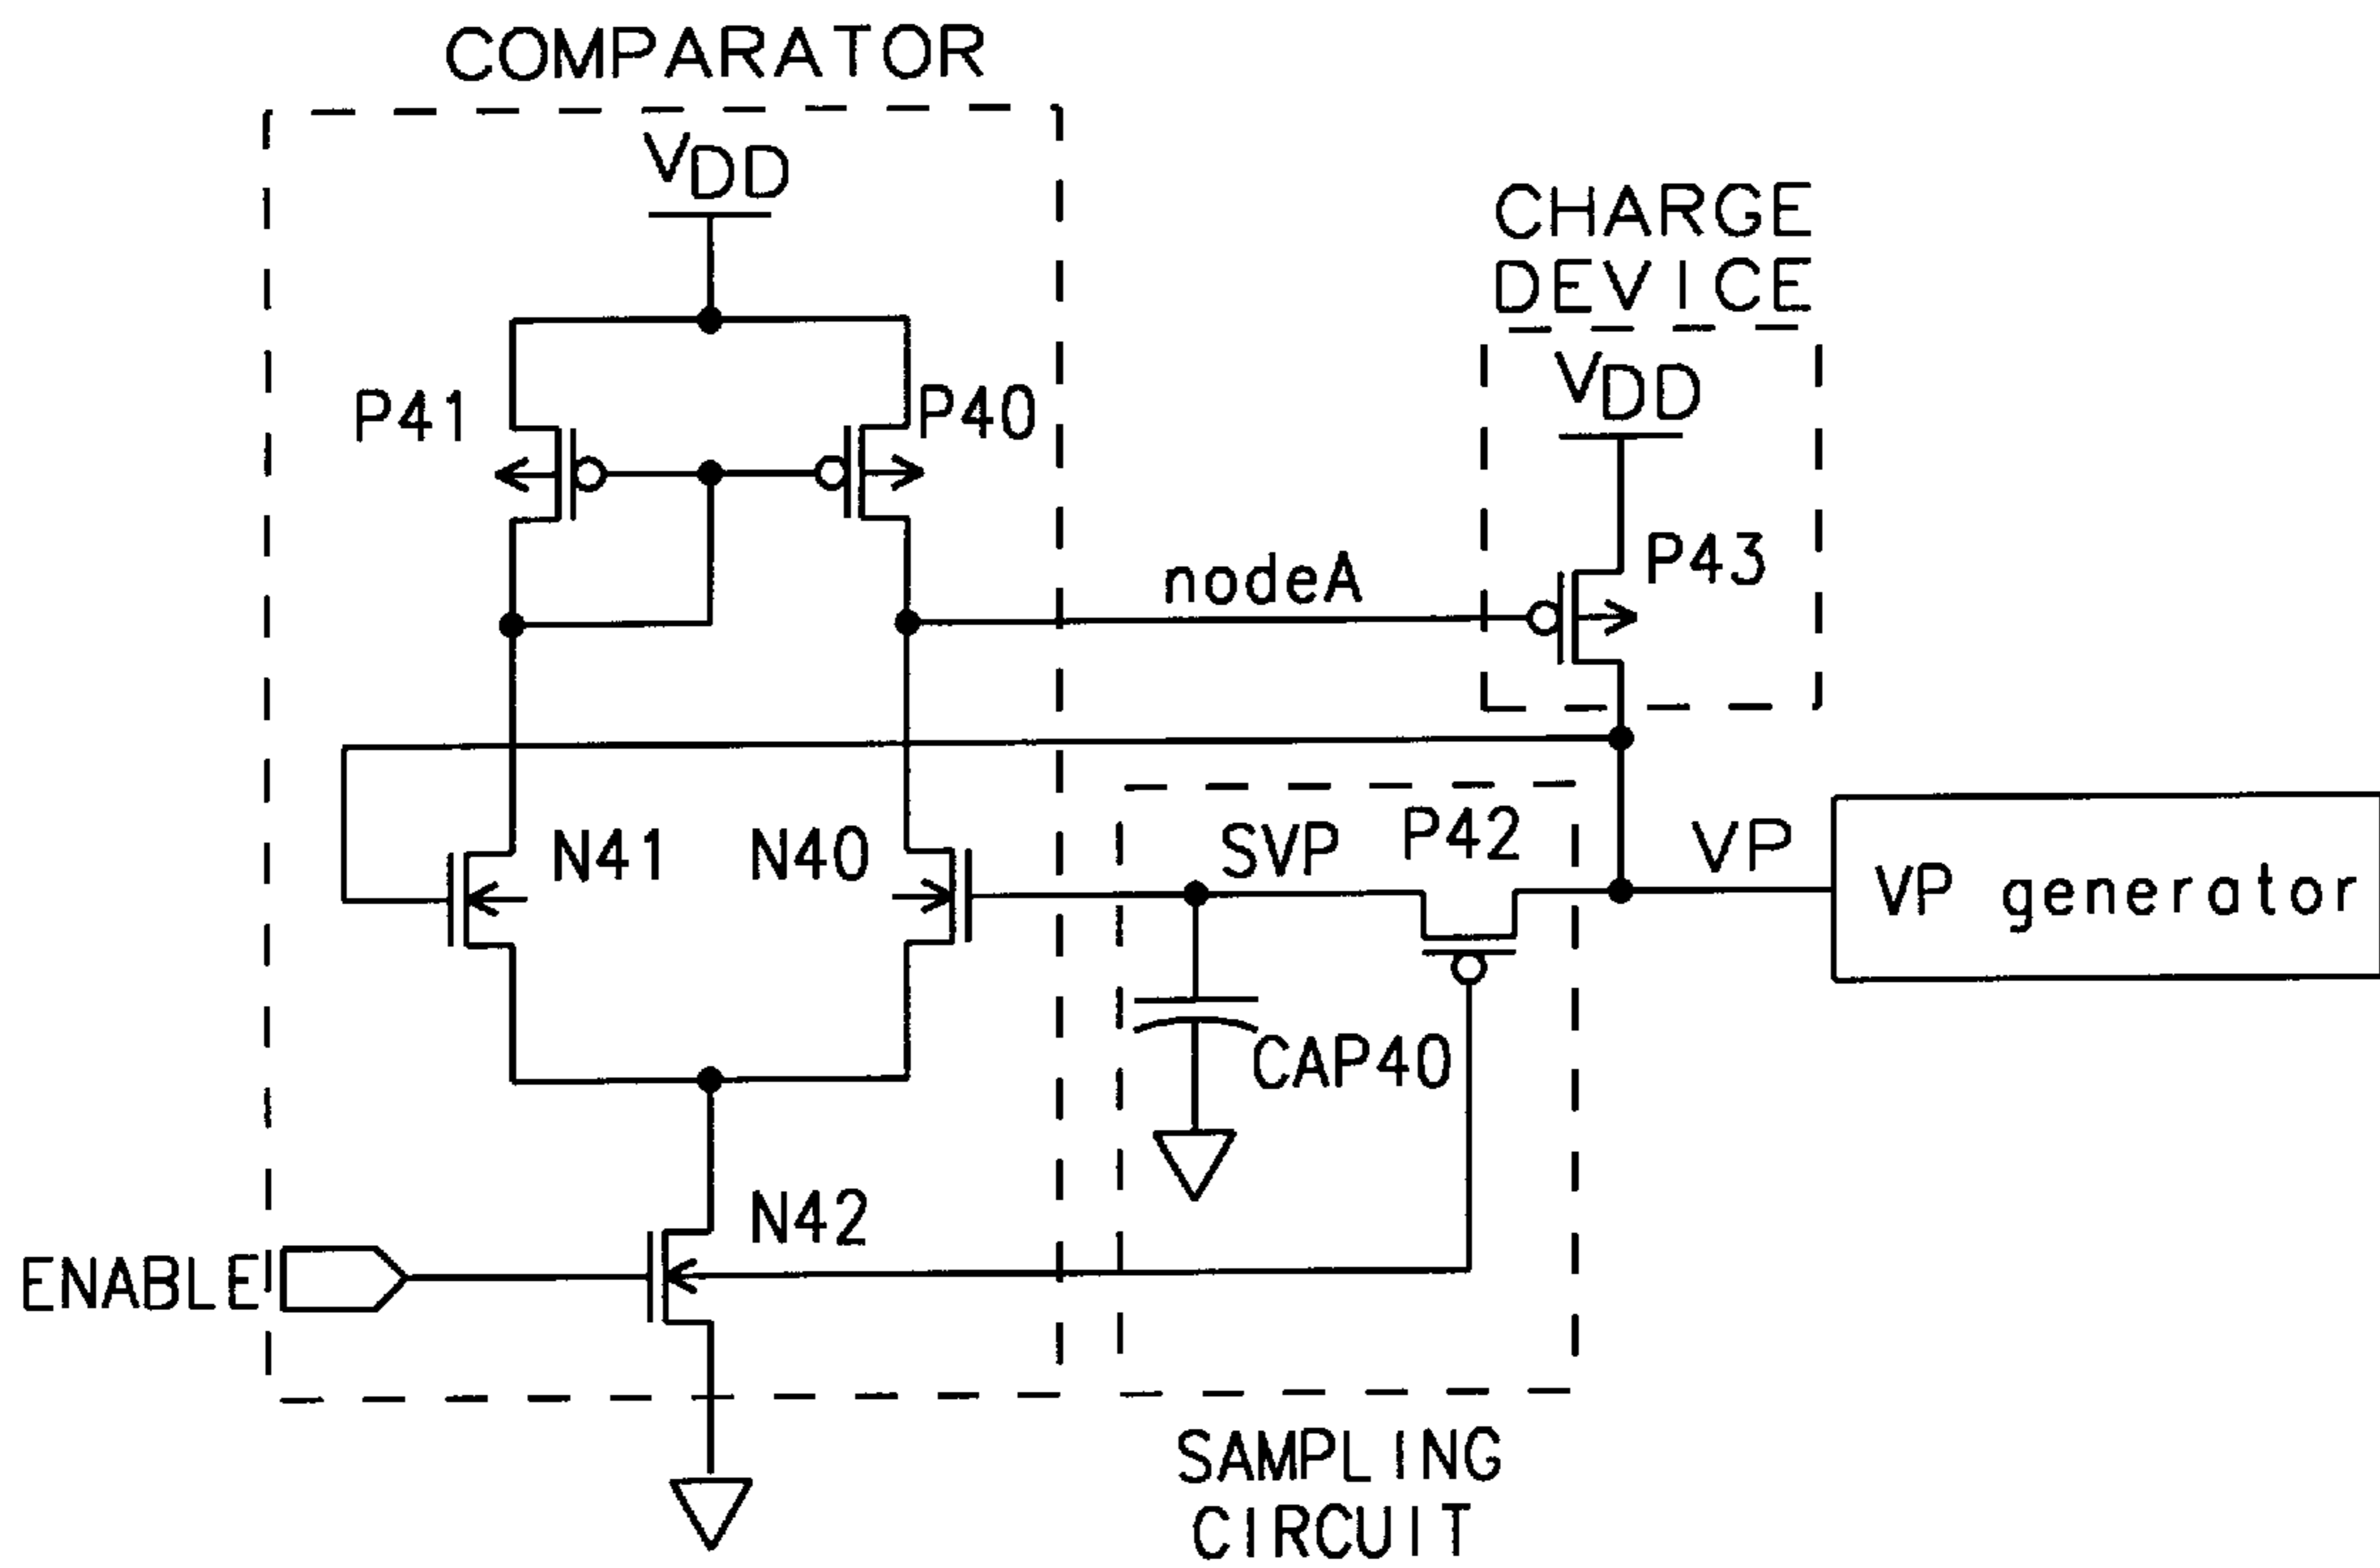 COMPARATOR
VDD
CHARGE
DEVICE
VDD
P41
P40
P43
nodeA
N41
N40
SVP
P42
VP
VP generator
CAP40
N42
ENABLE
SAMPLING
CIRCUIT